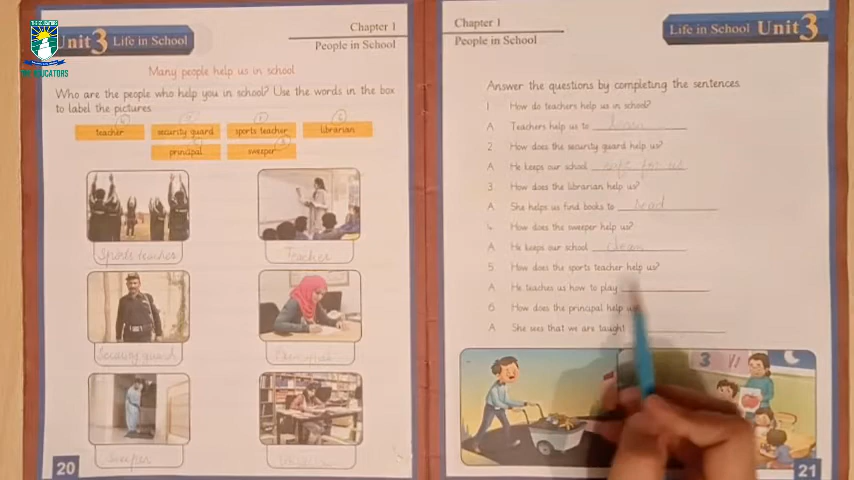 THE EDUCATORS
Unit 3 Life in School
Chapter 1
People in School
Many people help us in school
Who are the people who help you in school? Use the words in the box
to label the pictures.
teacher security guard sports teacher librarian
principal sweeper
Sports teacher
Teacher
Security guard
Principal
Sweeper
20
Chapter 1
People in School
Life in School Unit 3
Answer the questions by completing the sentences.
1. How do teachers help us in school?
A. Teachers help us to learn
2. How does the security guard help us?
A. He keeps our school safe for us
3. How does the librarian help us?
A. She helps us find books to read
4. How does the sweeper help us?
A. He keeps our school clean
5. How does the sports teacher help us?
A. He teaches us how to play
6. How does the principal help us?
A. She sees that we are taught
3
21